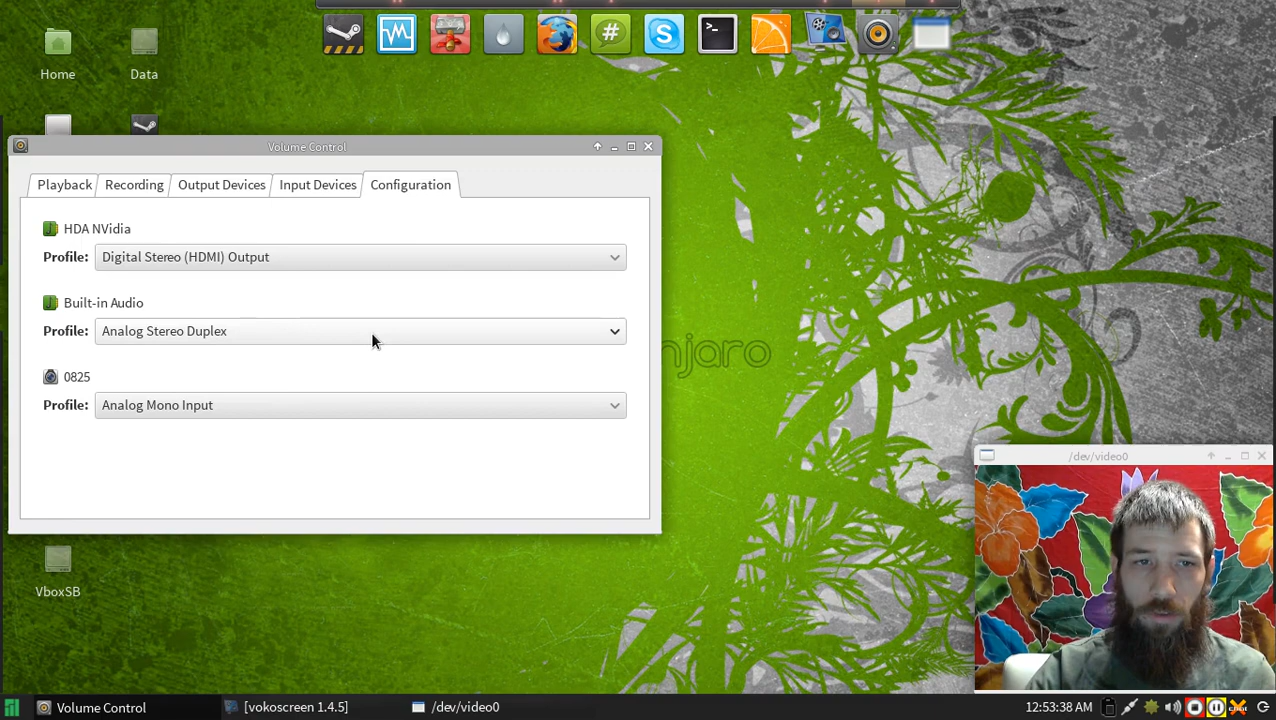 Home
Data
Volume Control
Playback
Recording
Output Devices
Input Devices
Configuration
HDA NVidia
Profile: Digital Stereo (HDMI) Output
Built-in Audio
Profile: Analog Stereo Duplex
0825
Profile: Analog Mono Input
njaro
/dev/video0
VboxSB
Volume Control
[vokoscreen 1.4.5]
/dev/video0
12:53:38 AM